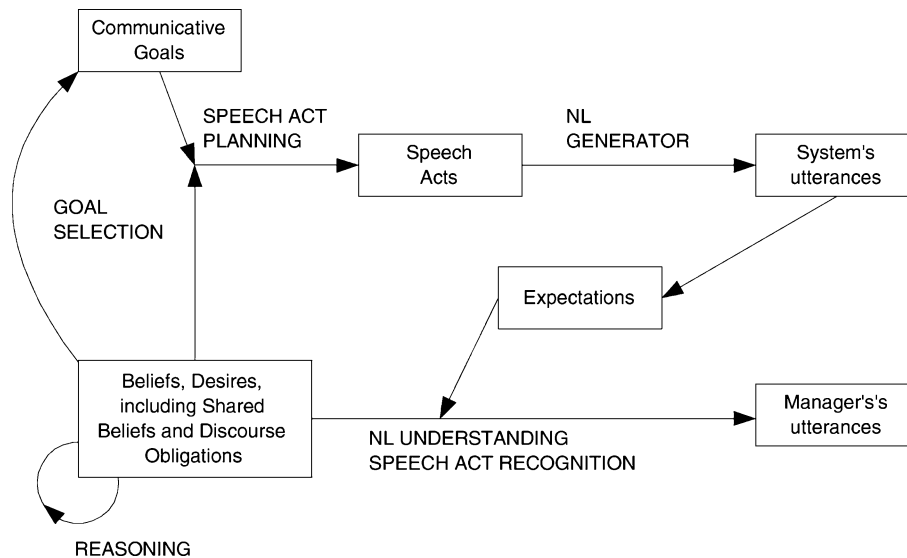 Communicative
Goals
SPEECH ACT
PLANNING
NL
GENERATOR
Speech
Acts
System's
utterances
GOAL
SELECTION
Expectations
Beliefs, Desires,
including Shared
Beliefs and Discourse
Obligations
Manager's's
utterances
NL UNDERSTANDING
SPEECH ACT RECOGNITION
REASONING